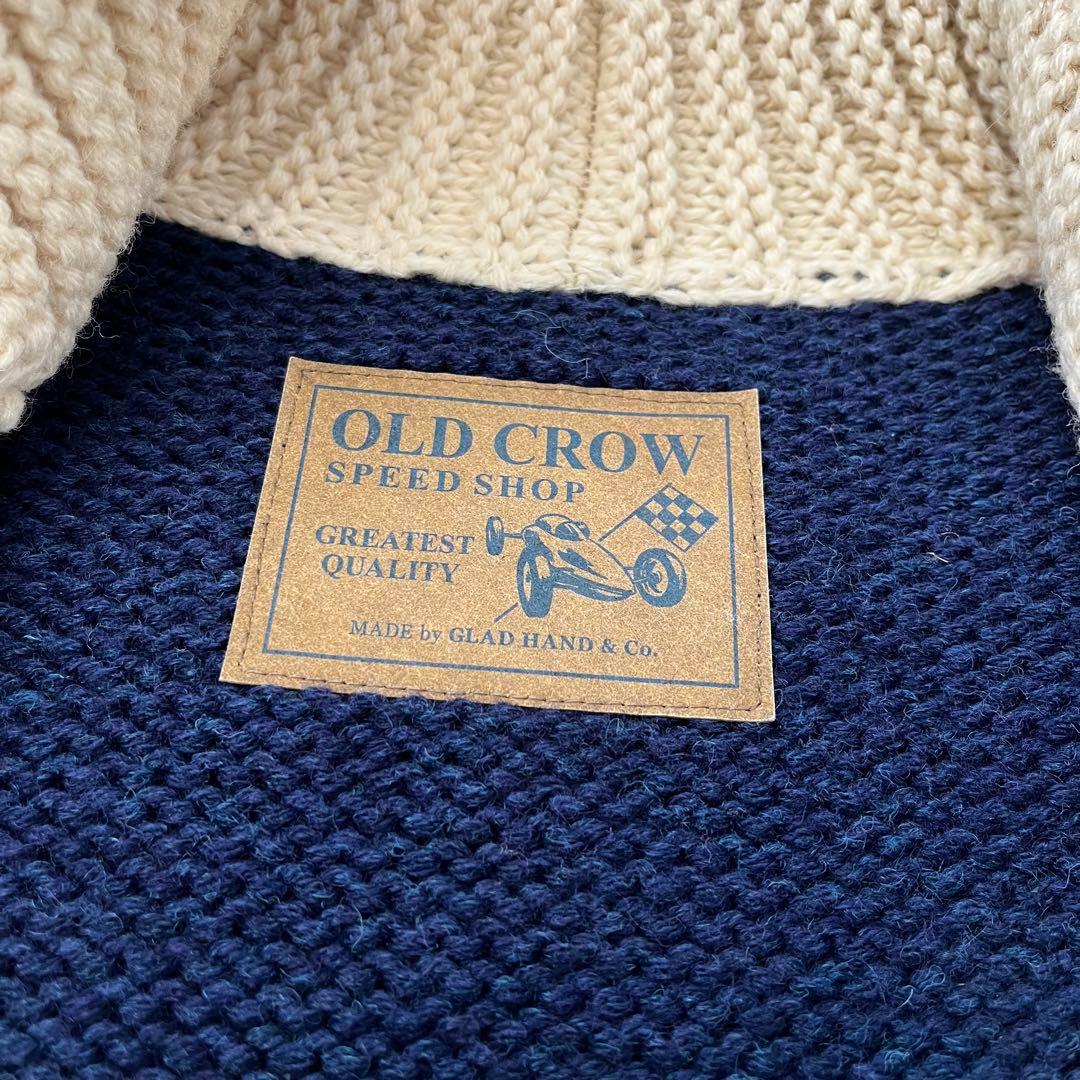 OLD CROW
SPEED SHOP
GREATEST
QUALITY
MADE by GLAD HAND & Co.